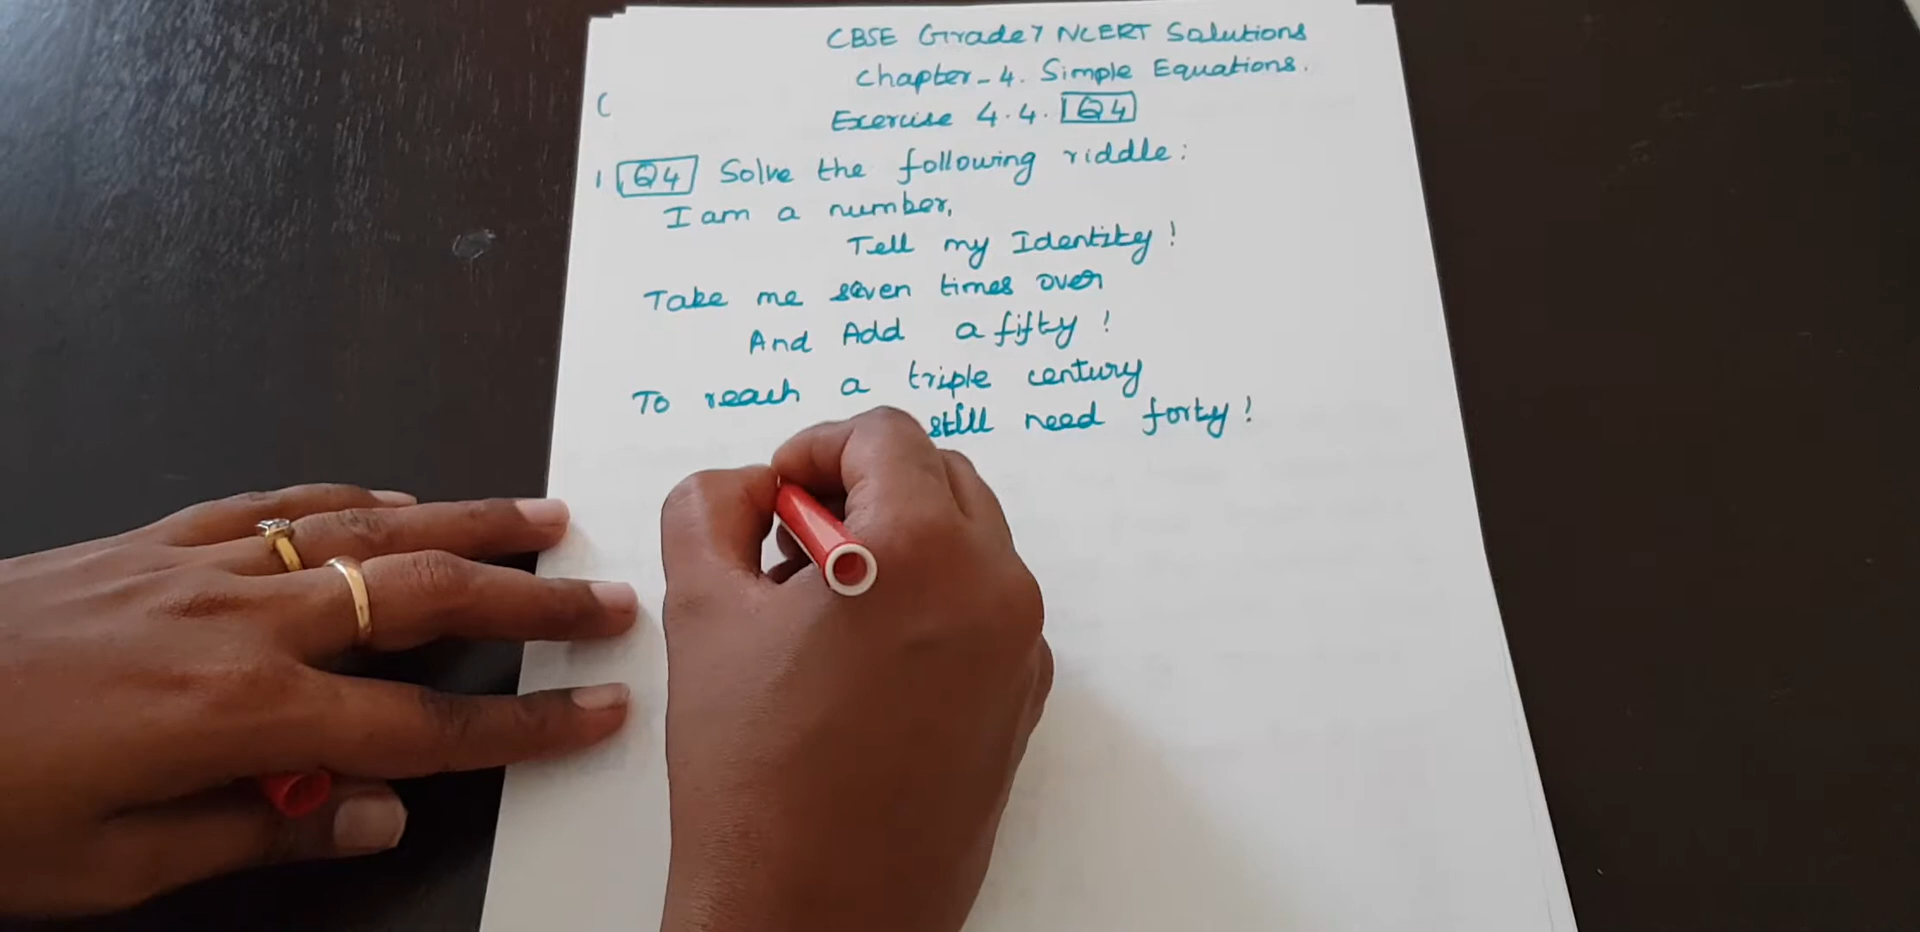 CBSE Grade 7 NCERT Solutions
Chapter - 4. Simple Equations.
Exercise 4.4. Q4
Q4 Solve the following riddle:
I am a number,
Tell my Identity!
Take me seven times over
And Add a fifty!
To reach a triple century
still need forty!